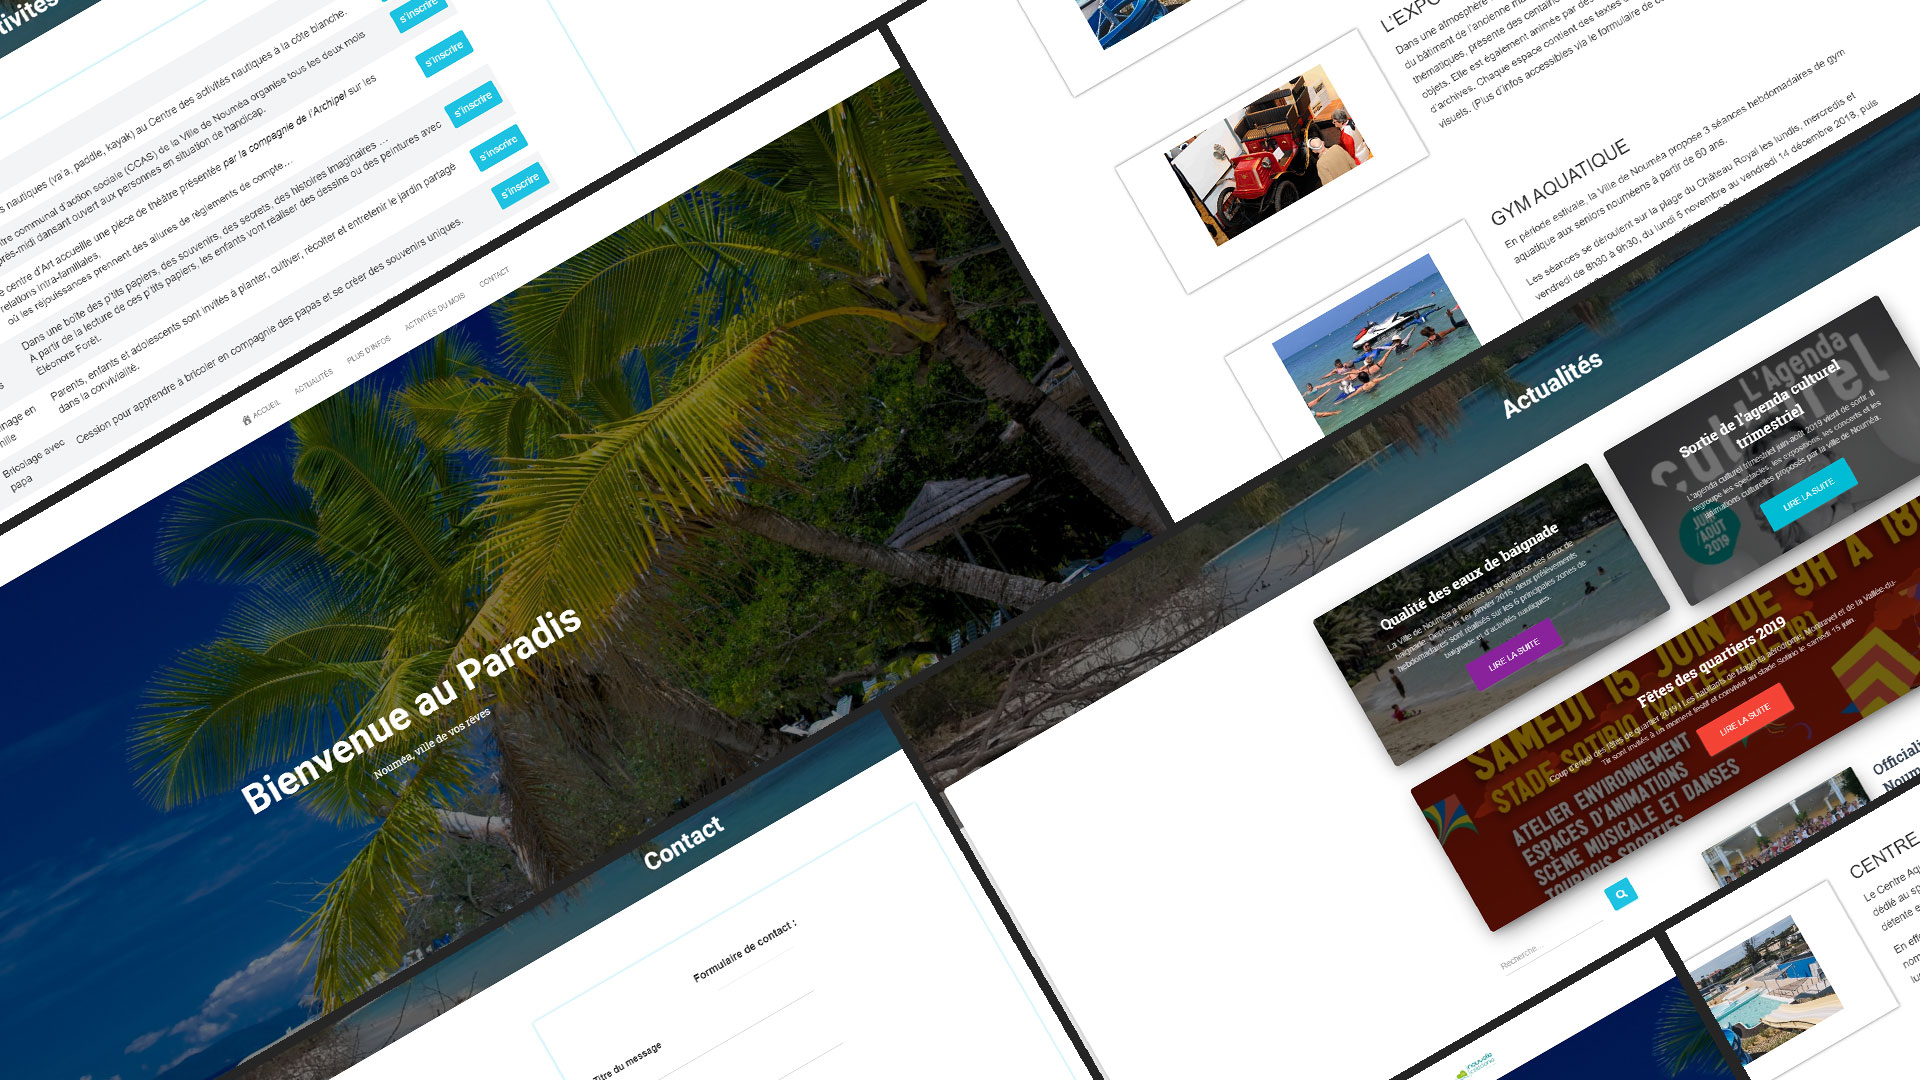 tivités
s'inscrire
s'inscrire
s'inscrire
s'inscrire
s'inscrire
s nautiques (va'a, paddle, kayak) au Centre des activités nautiques à la côte blanche.
tre communal d'action sociale (CCAS) de la Ville de Nouméa organise tous les deux mois
près-midi dansant ouvert aux personnes en situation de handicap.
e centre d'Art accueille une pièce de théâtre présentée par la compagnie de l'Archipel sur les
relations intra-familiales,
où les réjouissances prennent des allures de règlements de compte…
Dans une boîte des p'tits papiers, des souvenirs, des secrets, des histoires imaginaires …
À partir de la lecture de ces p'tits papiers, les enfants vont réaliser des dessins ou des peintures avec
Éléonore Forêt.
nage en
mille
Parents, enfants et adolescents sont invités à planter, cultiver, récolter et entretenir le jardin partagé
dans la convivialité.
Bricolage avec
papa
Cession pour apprendre à bricoler en compagnie des papas et se créer des souvenirs uniques.
ACCUEIL
ACTUALITÉS
PLUS D'INFOS
ACTIVITÉS DU MOIS
CONTACT
Bienvenue au Paradis
Nouméa, ville de vos rêves
Contact
Formulaire de contact :
Titre du message
L'EXPO
Dans une atmosphère
du bâtiment de l'ancienne
thématiques, présente des centain
objets. Elle est également animée par des
d'archives. Chaque espace contient des textes
visuels. (Plus d'infos accessibles via le formulaire de co
GYM AQUATIQUE
En période estivale, la Ville de Nouméa propose 3 séances hebdomadaires de gym
aquatique aux seniors nouméens à partir de 60 ans.
Les séances se déroulent sur la plage du Château Royal les lundis, mercredis et
vendredi de 8h30 à 9h30, du lundi 5 novembre au vendredi 14 décembre 2018, puis
Actualités
L'Agenda
culturel
JUIN
/AOÛT
2019
Sortie de l'agenda culturel
trimestriel
L'agenda culturel trimestriel juin-août 2019 vient de sortir. Il
regroupe les spectacles, les expositions, les concerts et les
animations culturelles proposés par la ville de Nouméa.
LIRE LA SUITE
Qualité des eaux de baignade
La Ville de Nouméa a renforcé la surveillance des eaux de
baignade. Depuis le 1er janvier 2016, deux prélèvements
hebdomadaires sont réalisés sur les 6 principales zones de
baignade et d'activités nautiques.
LIRE LA SUITE
SAMEDI 15 JUIN DE 9H À 18H
STADE SOTIRIO
ATELIER ENVIRONNEMENT
ESPACES D'ANIMATIONS
SCÈNE MUSICALE ET DANSES
TOURNOIS SPORTIFS
Fêtes des quartiers 2019
Coup d'envoi des fêtes de quartier 2019 ! Les habitants de Magenta aérodrome, Montravel et de la Vallée-du-
Tir sont invités à un moment festif et convivial au stade Sotirio le samedi 15 juin.
LIRE LA SUITE
Recherche…
Officiali
Noum
CENTRE
Le Centre Aq
dédié au sp
détente e
En effe
nom
lus